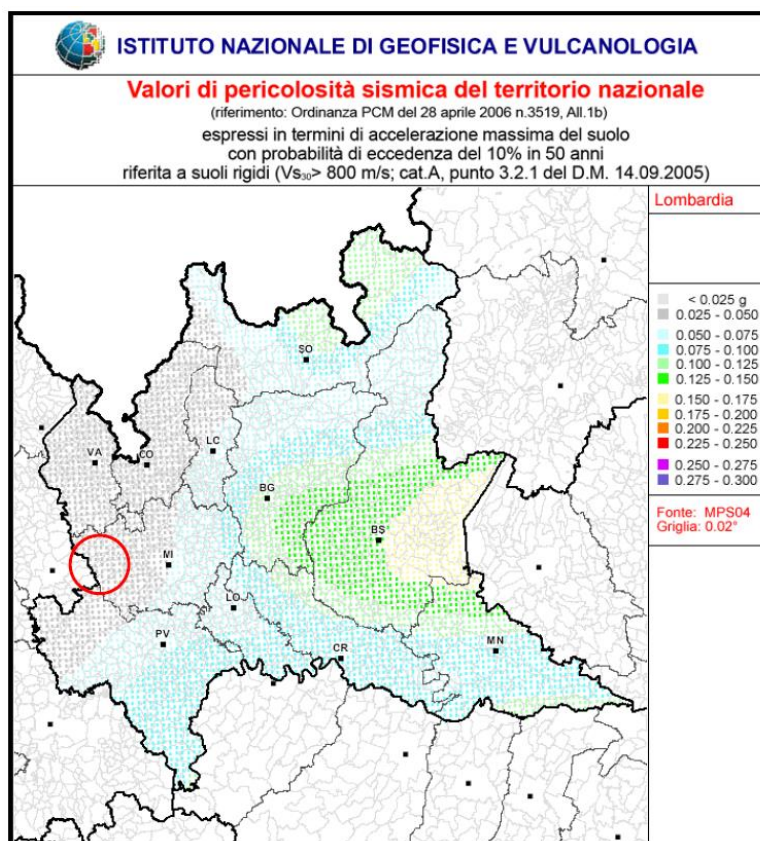 ISTITUTO NAZIONALE DI GEOFISICA E VULCANOLOGIA
Valori di pericolosità sismica del territorio nazionale
(riferimento: Ordinanza PCM del 28 aprile 2006 n.3519, All.1b)
espressi in termini di accelerazione massima del suolo
con probabilità di eccedenza del 10% in 50 anni
riferita a suoli rigidi (Vs₃₀> 800 m/s; cat.A, punto 3.2.1 del D.M. 14.09.2005)
Lombardia
< 0.025 g
0.025 - 0.050
0.050 - 0.075
0.075 - 0.100
0.100 - 0.125
0.125 - 0.150
0.150 - 0.175
0.175 - 0.200
0.200 - 0.225
0.225 - 0.250
0.250 - 0.275
0.275 - 0.300
Fonte: MPS04
Griglia: 0.02°
SO
LC
VA
CO
BG
BS
MI
LO
PV
CR
MN